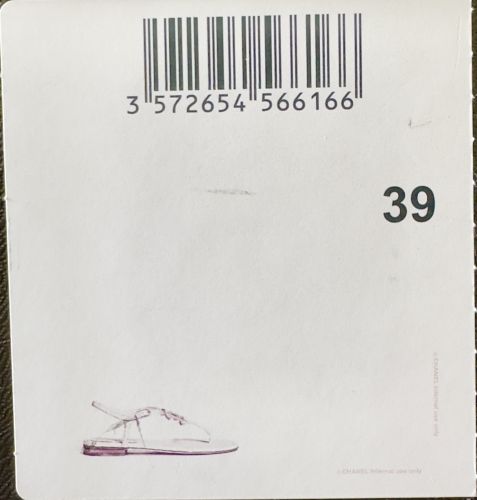 3 572654 566166
39
©CHANEL Internal use only
©CHANEL Internal use only